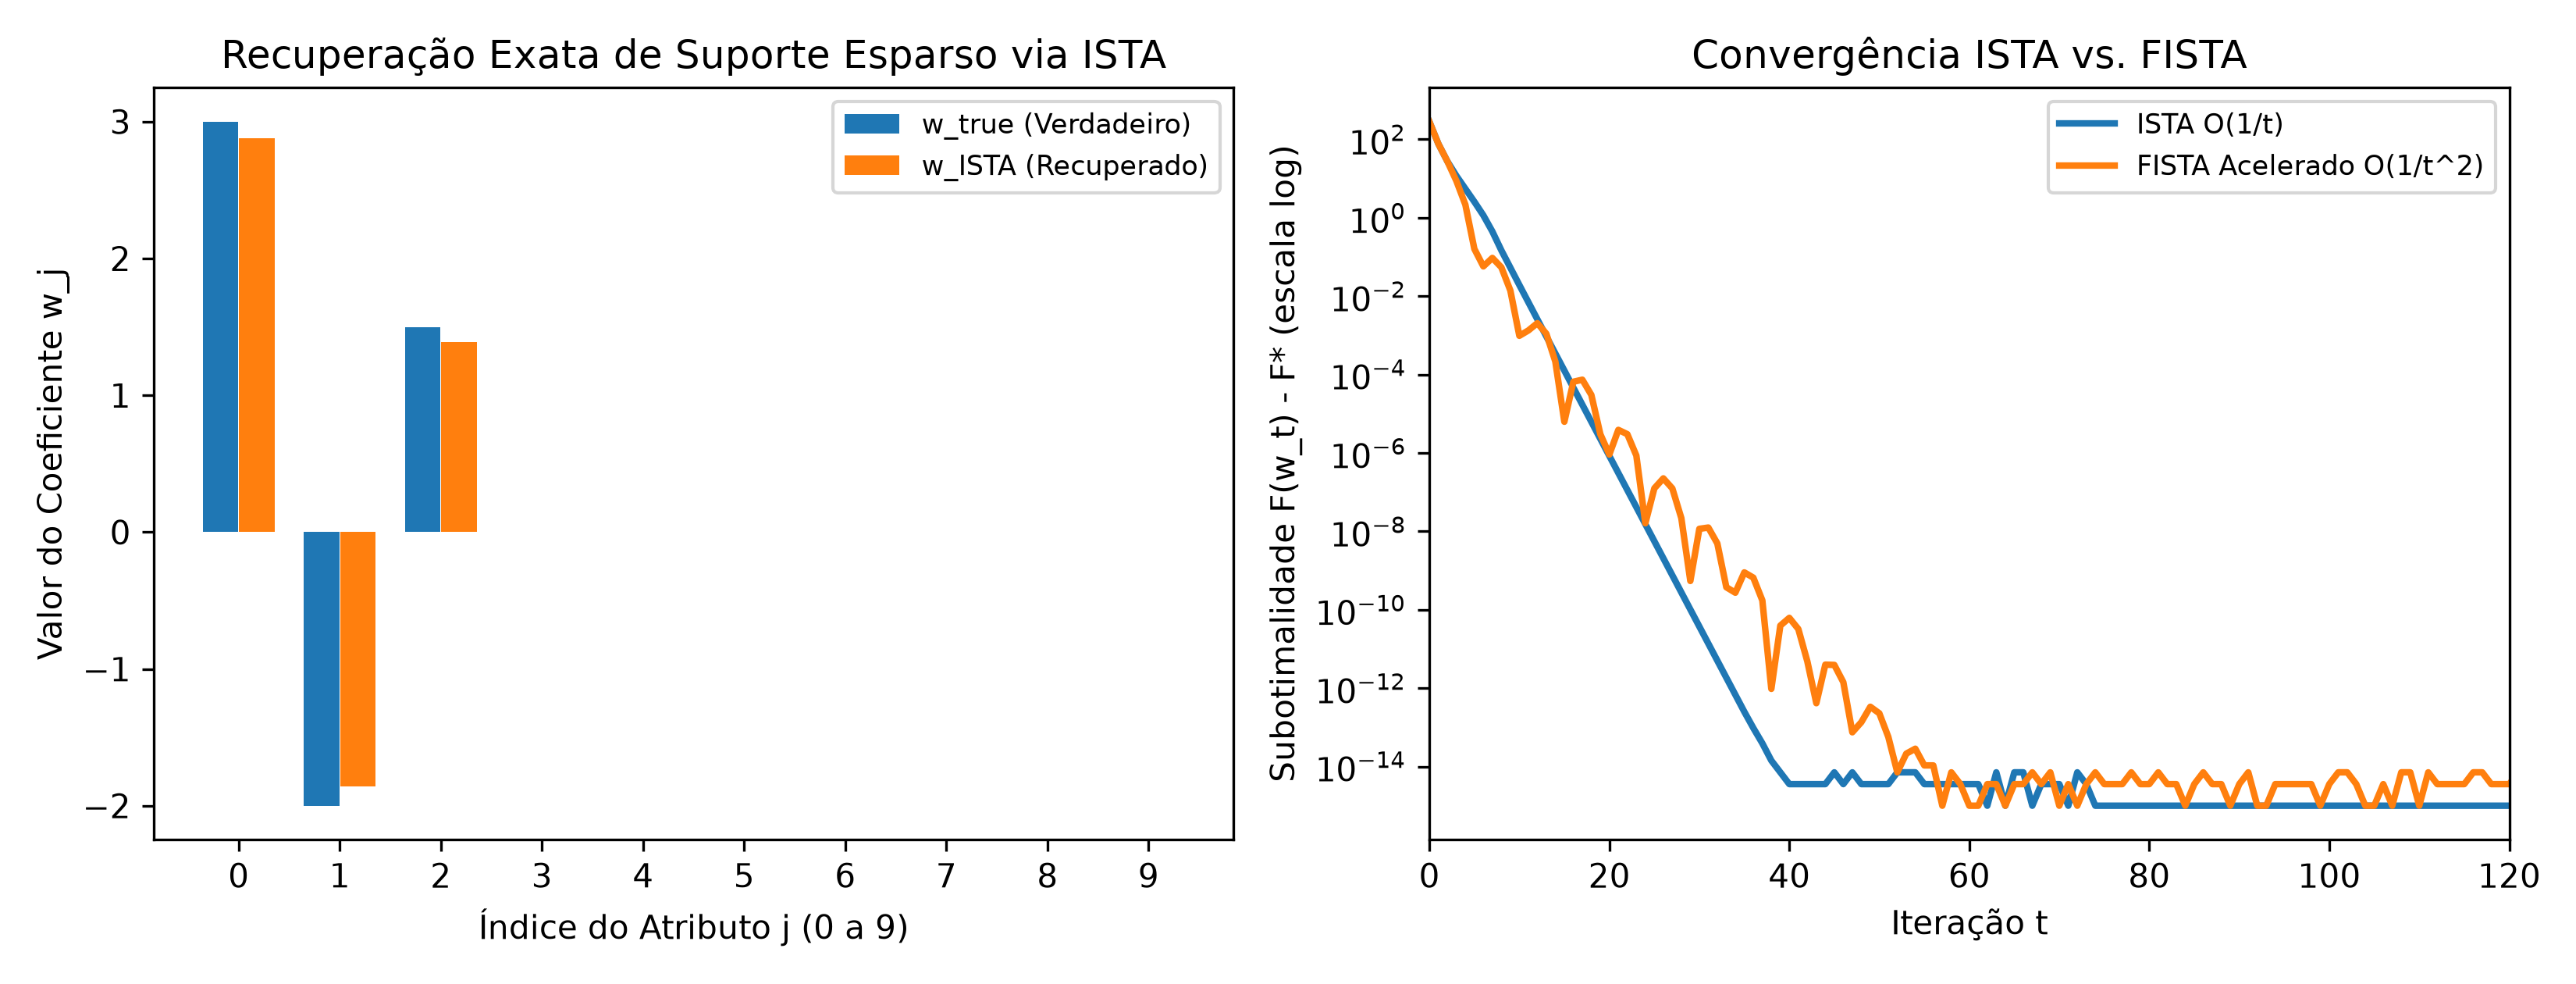 Recuperação Exata de Suporte Esparso via ISTA
w_true (Verdadeiro)
w_ISTA (Recuperado)
Valor do Coeficiente w_j
3
2
1
0
−1
−2
0 1 2 3 4 5 6 7 8 9
Índice do Atributo j (0 a 9)
Convergência ISTA vs. FISTA
ISTA O(1/t)
FISTA Acelerado O(1/t^2)
Subotimalidade F(w_t) - F* (escala log)
10^2
10^0
10^−2
10^−4
10^−6
10^−8
10^−10
10^−12
10^−14
0 20 40 60 80 100 120
Iteração t